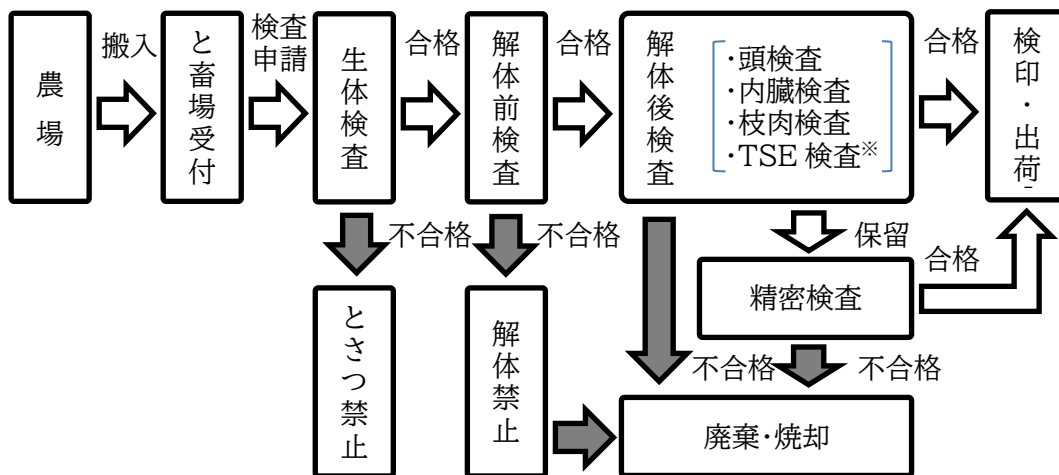 農場
搬入
と畜場受付
検査
申請
生体検査
合格
解体前検査
合格
解体後検査
・頭検査
・内臓検査
・枝肉検査
・TSE 検査※
合格
検印・出荷
不合格
不合格
保留
精密検査
合格
とさつ禁止
解体禁止
不合格
不合格
廃棄・焼却